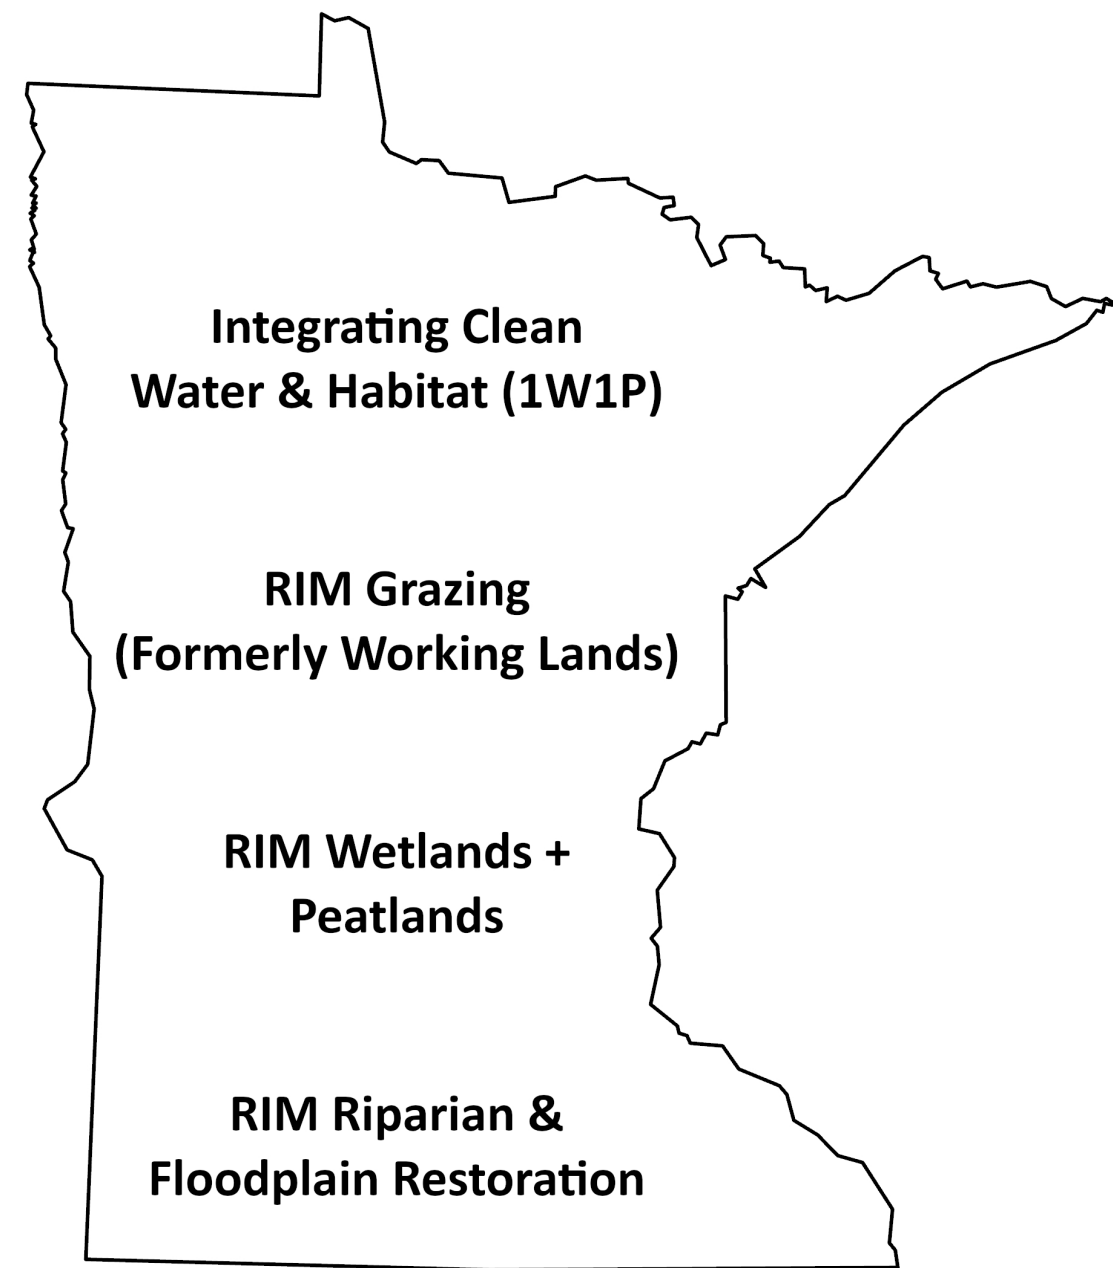 Integrating Clean
Water & Habitat (1W1P)
RIM Grazing
(Formerly Working Lands)
RIM Wetlands +
Peatlands
RIM Riparian &
Floodplain Restoration